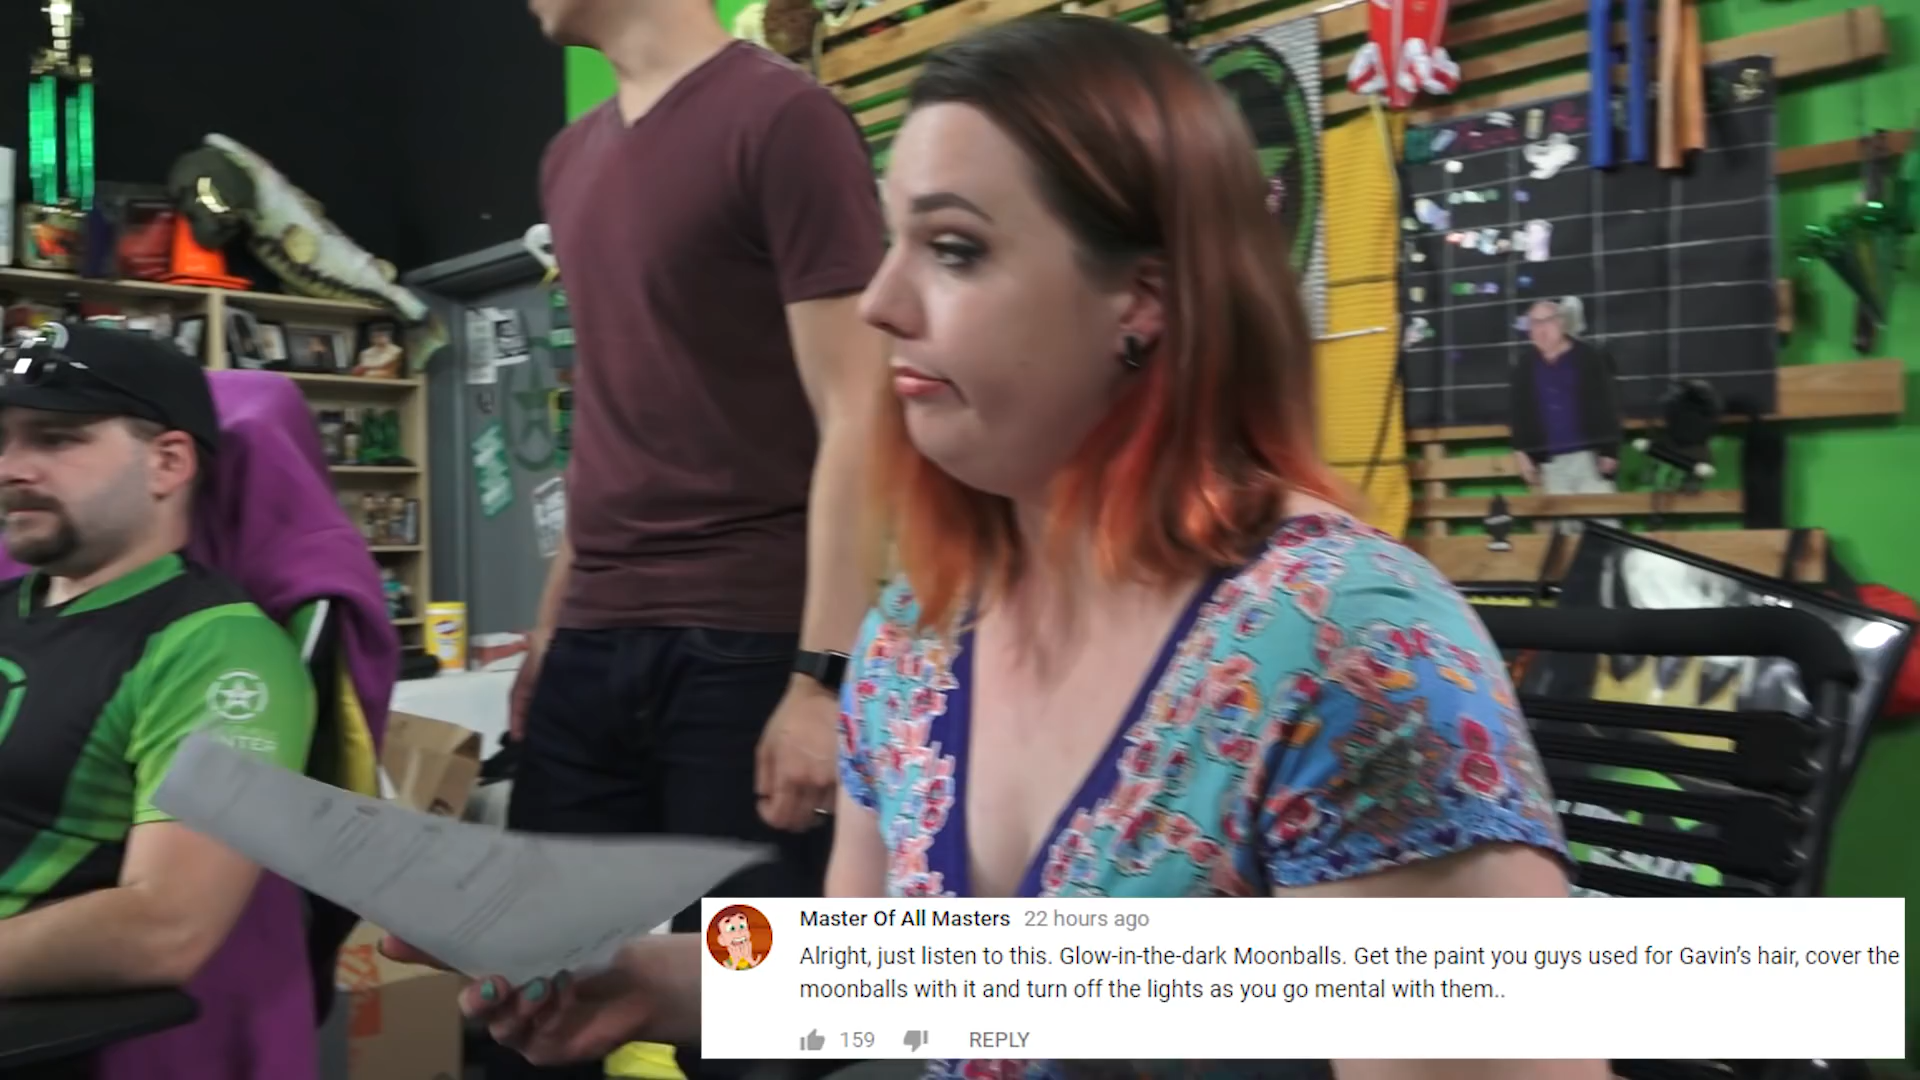 Master Of All Masters 22 hours ago
Alright, just listen to this. Glow-in-the-dark Moonballs. Get the paint you guys used for Gavin's hair, cover the
moonballs with it and turn off the lights as you go mental with them..
159 REPLY